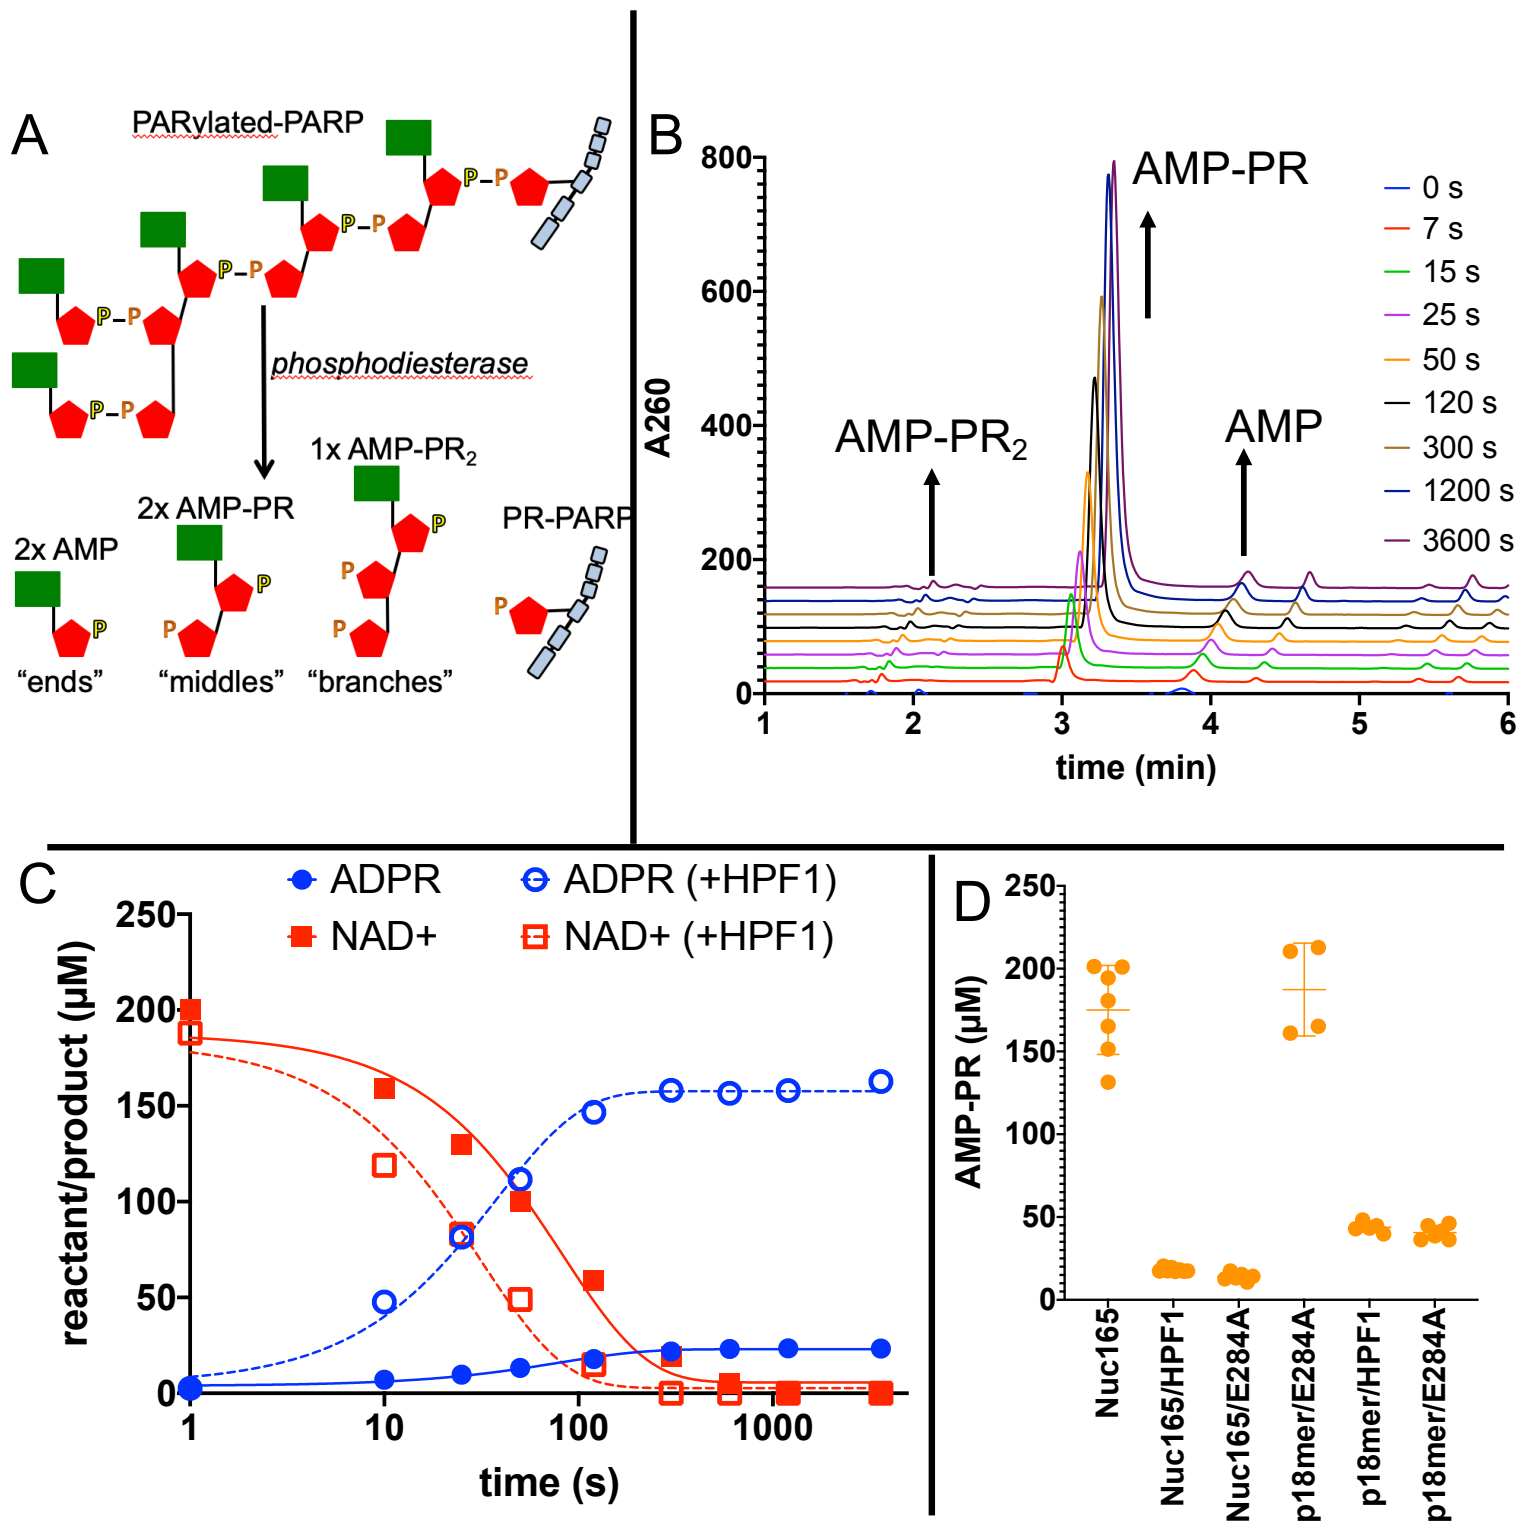 A
PARylated-PARP
P–P
P–P
P–P
P–P
P–P
phosphodiesterase
1x AMP-PR2
2x AMP-PR
2x AMP
PR-PARP
P
P
P
P
P
P
P
“ends”
“middles”
“branches”
B
800
600
400
200
0
A260
AMP-PR
AMP-PR2
AMP
0 s
7 s
15 s
25 s
50 s
120 s
300 s
1200 s
3600 s
1 2 3 4 5 6
time (min)
C
ADPR
ADPR (+HPF1)
NAD+
NAD+ (+HPF1)
250
200
150
100
50
0
reactant/product (µM)
1 10 100 1000
time (s)
D
250
200
150
100
50
0
AMP-PR (µM)
Nuc165
Nuc165/HPF1
Nuc165/E284A
p18mer/E284A
p18mer/HPF1
p18mer/E284A